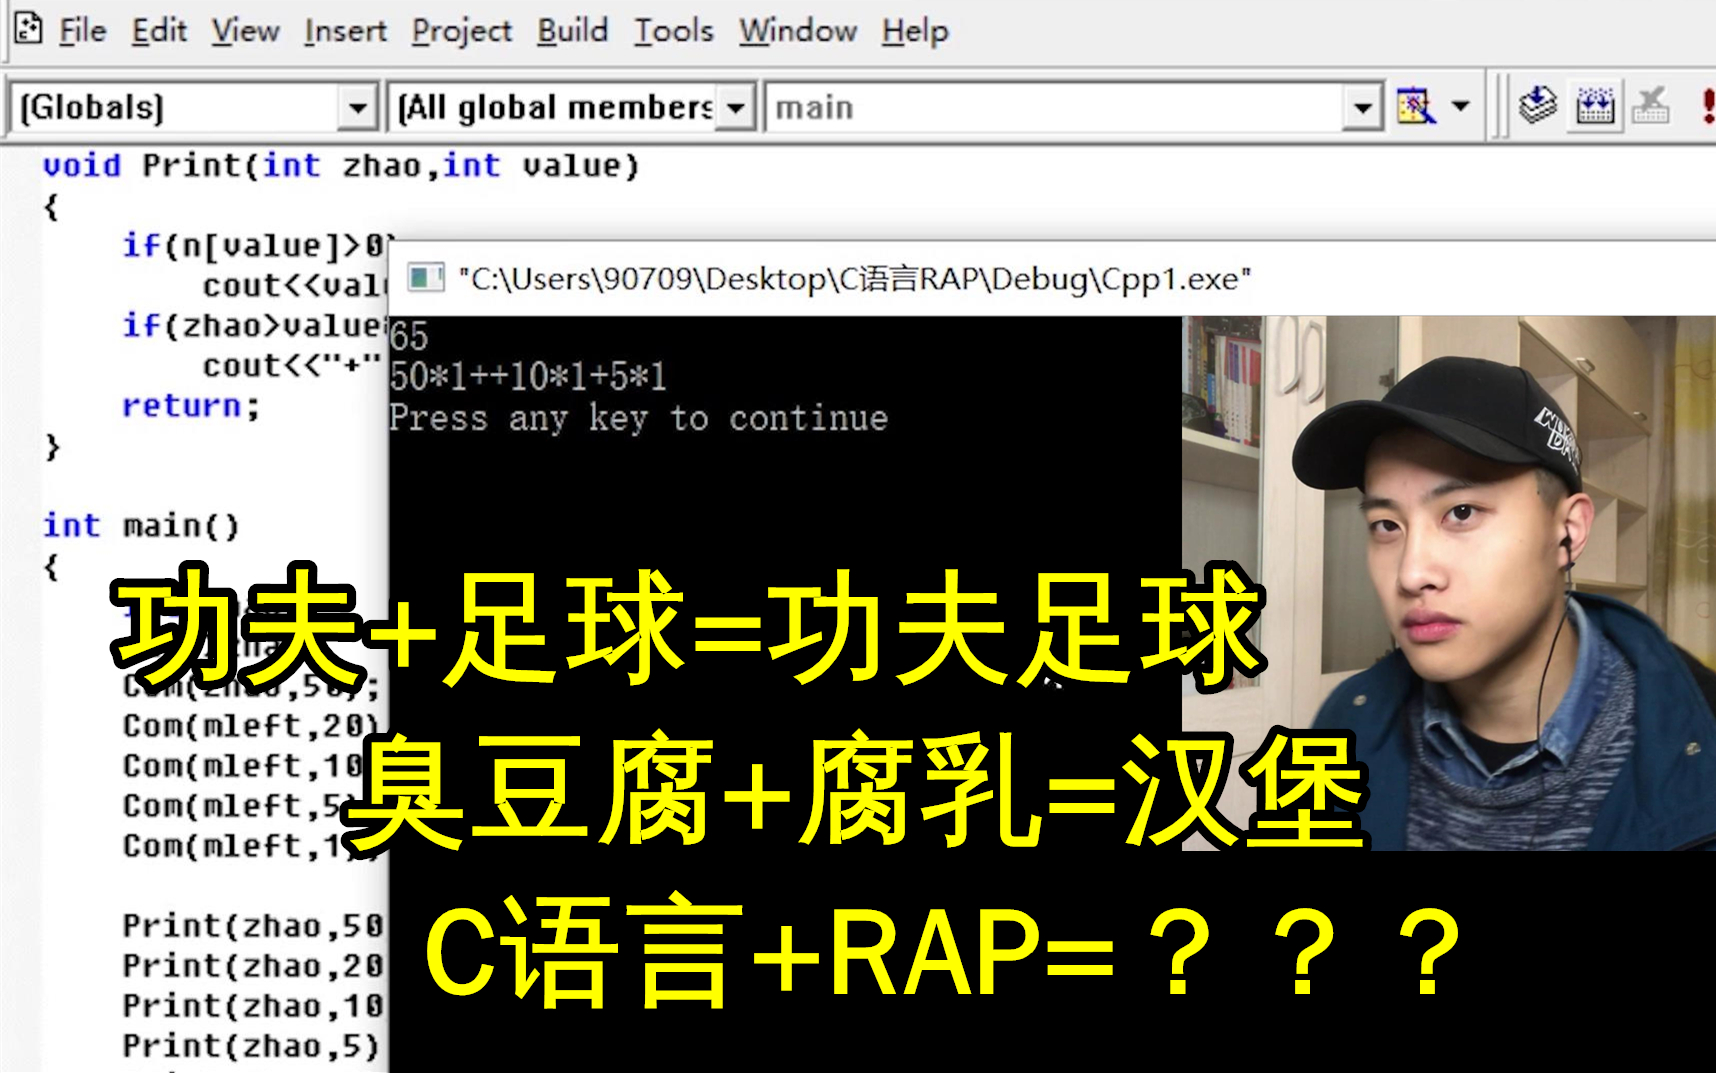 File Edit View Insert Project Build Tools Window Help
(Globals) (All global members main
void Print(int zhao,int value)
{
if(n[value]>0)
cout<<valu
if(zhao>value
cout<<"+"
return;
}
int main()
{
"C:\Users\90709\Desktop\C语言RAP\Debug\Cpp1.exe"
65
50*1++10*1+5*1
Press any key to continue
功夫+足球=功夫足球
Com(zhao,50);
Com(mleft,20)
Com(mleft,10
Com(mleft,5)
Com(mleft,1);
臭豆腐+腐乳=汉堡
Print(zhao,50
Print(zhao,20
Print(zhao,10
Print(zhao,5)
C语言+RAP=？？？